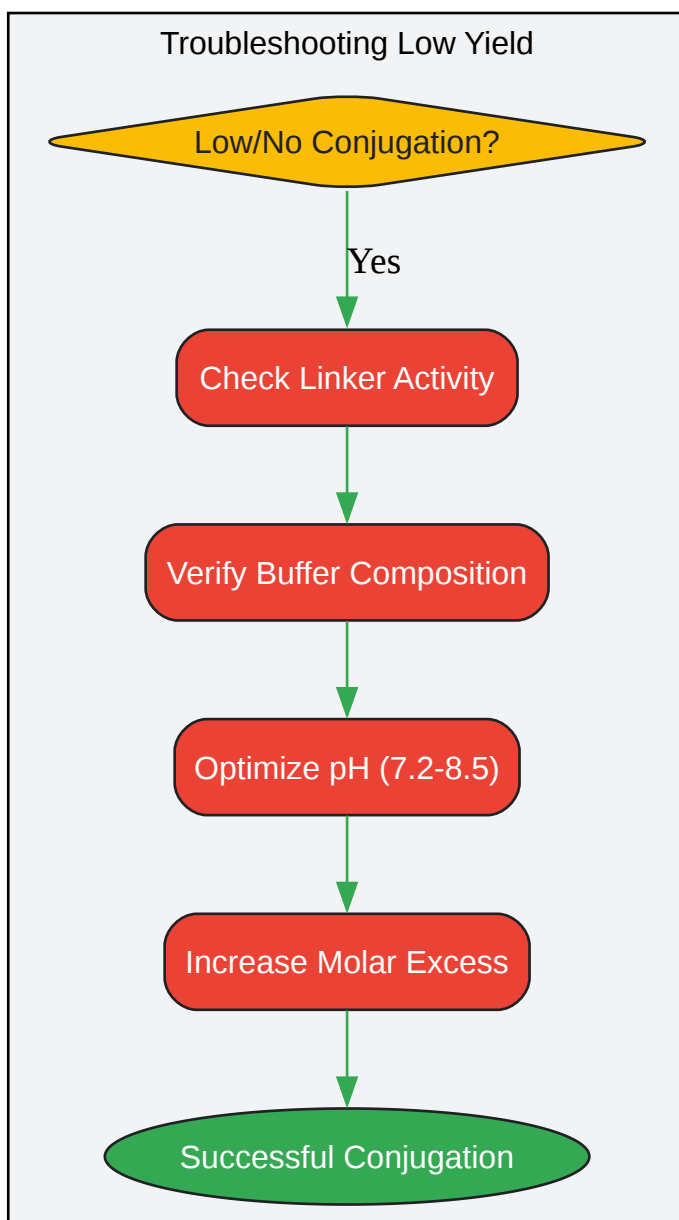 Troubleshooting Low Yield
Low/No Conjugation?
Yes
Check Linker Activity
Verify Buffer Composition
Optimize pH (7.2-8.5)
Increase Molar Excess
Successful Conjugation